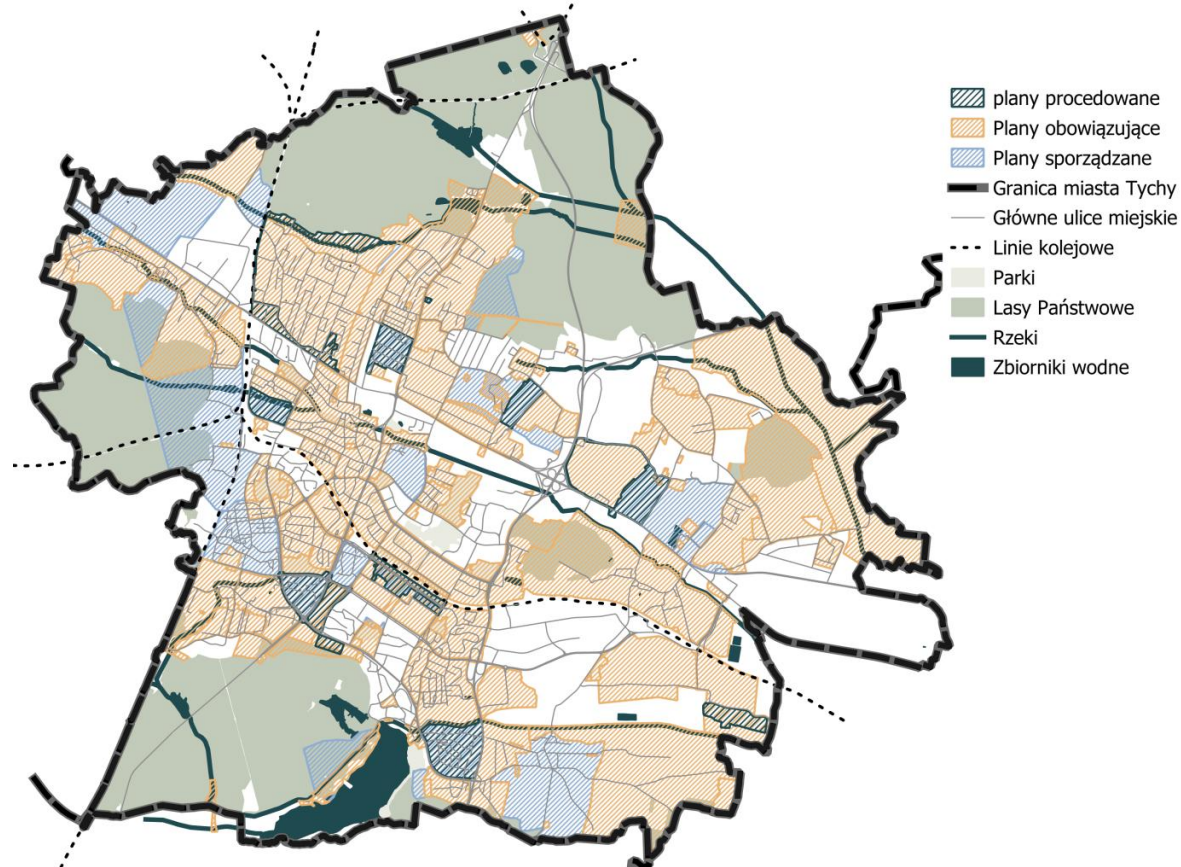 plany procedowane
Plany obowiązujące
Plany sporządzane
Granica miasta Tychy
Główne ulice miejskie
Linie kolejowe
Parki
Lasy Państwowe
Rzeki
Zbiorniki wodne